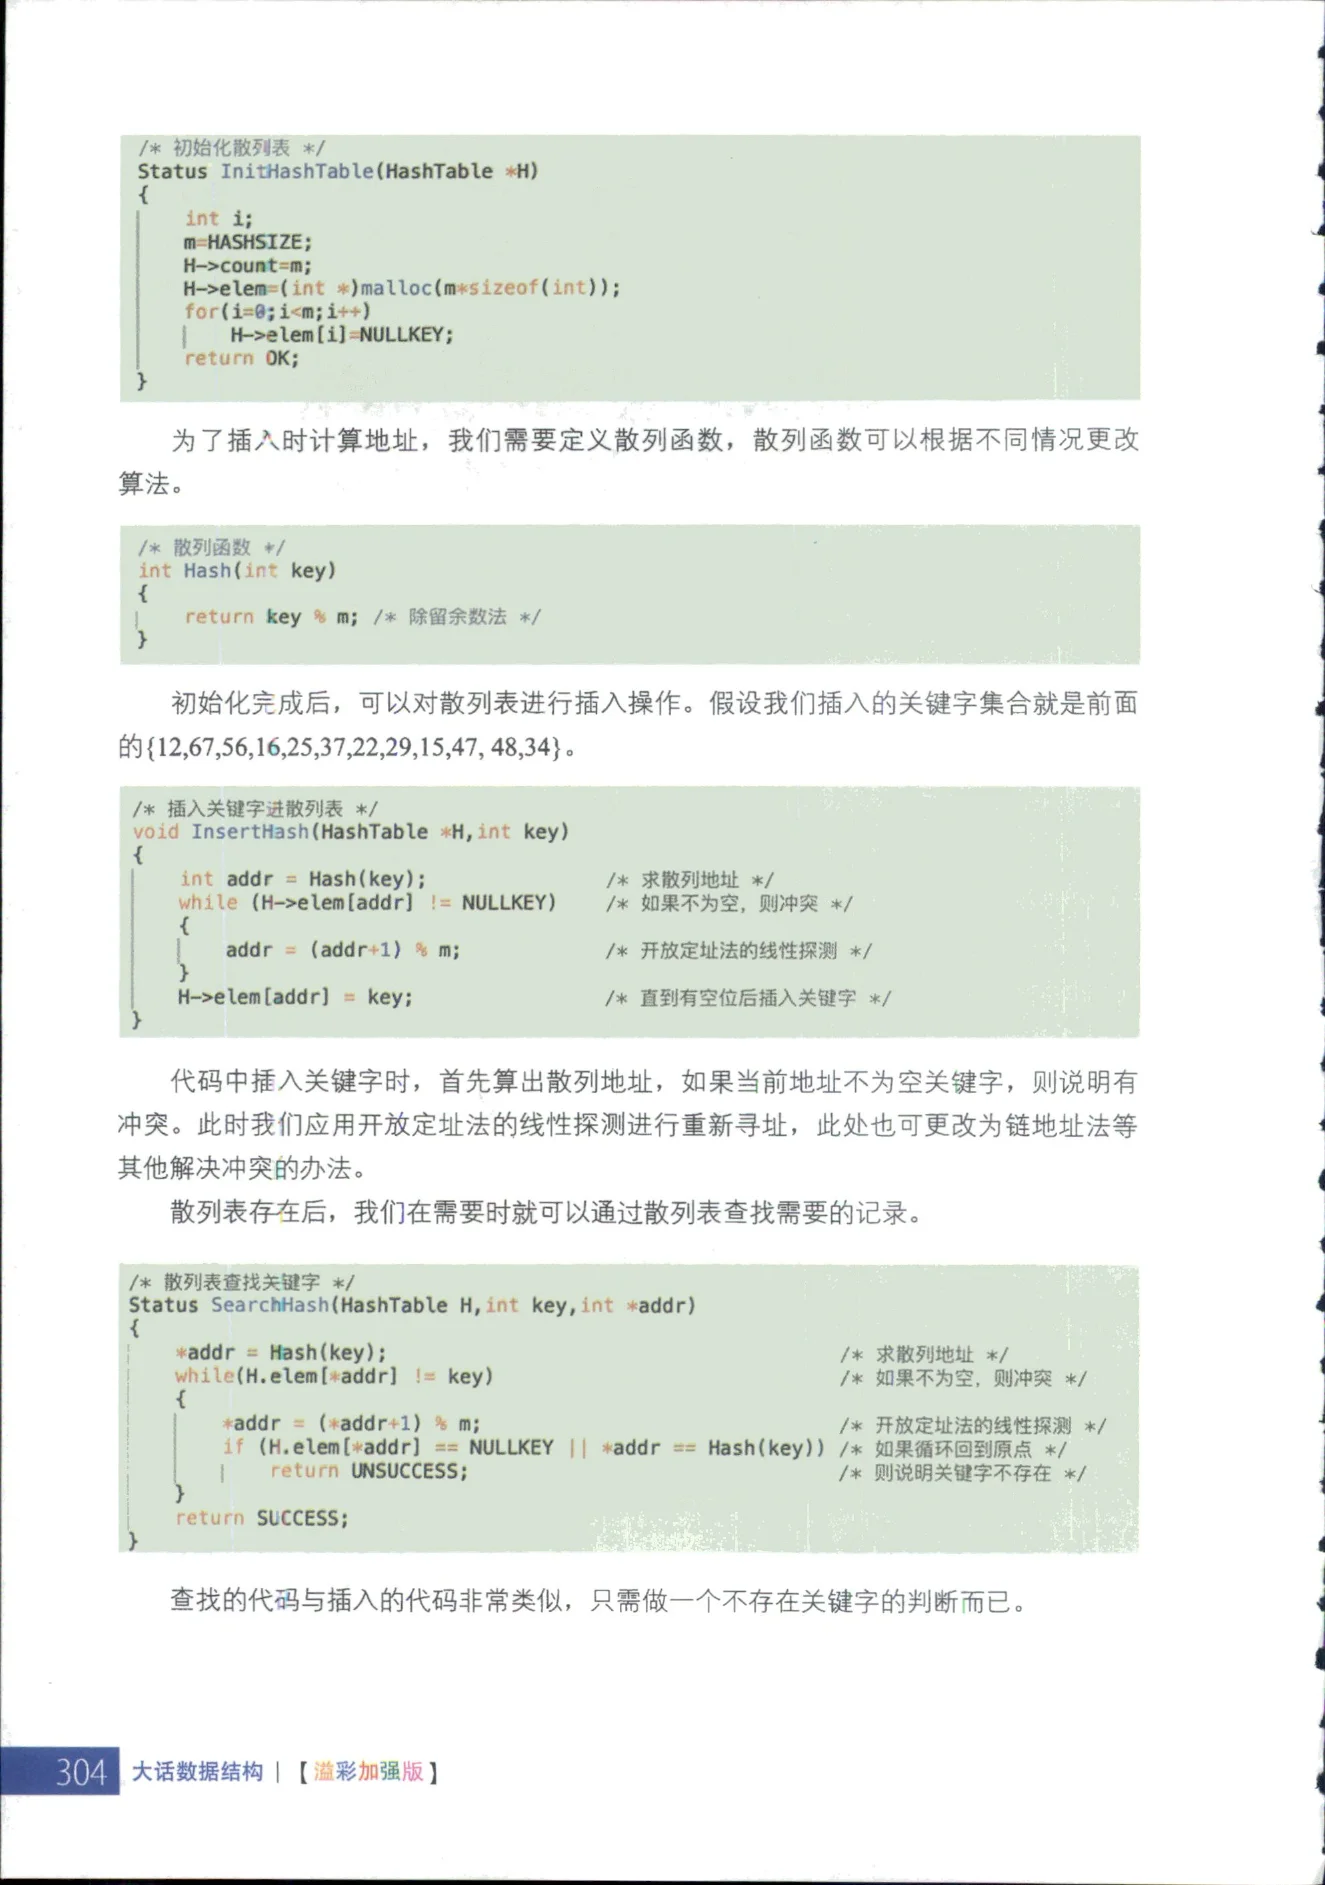 /* 初始化散列表 */
Status InitHashTable(HashTable *H)
{
    int i;
    m=HASHSIZE;
    H->count=m;
    H->elem=(int *)malloc(m*sizeof(int));
    for(i=0;i<m;i++)
        H->elem[i]=NULLKEY;
    return OK;
}
为了插入时计算地址，我们需要定义散列函数，散列函数可以根据不同情况更改
算法。
/* 散列函数 */
int Hash(int key)
{
    return key % m; /* 除留余数法 */
}
初始化完成后，可以对散列表进行插入操作。假设我们插入的关键字集合就是前面
的{12,67,56,16,25,37,22,29,15,47, 48,34}。
/* 插入关键字进散列表 */
void InsertHash(HashTable *H,int key)
{
    int addr = Hash(key); /* 求散列地址 */
    while (H->elem[addr] != NULLKEY) /* 如果不为空，则冲突 */
    {
        addr = (addr+1) % m; /* 开放定址法的线性探测 */
    }
    H->elem[addr] = key; /* 直到有空位后插入关键字 */
}
代码中插入关键字时，首先算出散列地址，如果当前地址不为空关键字，则说明有
冲突。此时我们应用开放定址法的线性探测进行重新寻址，此处也可更改为链地址法等
其他解决冲突的办法。
散列表存在后，我们在需要时就可以通过散列表查找需要的记录。
/* 散列表查找关键字 */
Status SearchHash(HashTable H,int key,int *addr)
{
    *addr = Hash(key); /* 求散列地址 */
    while(H.elem[*addr] != key) /* 如果不为空，则冲突 */
    {
        *addr = (*addr+1) % m; /* 开放定址法的线性探测 */
        if (H.elem[*addr] == NULLKEY || *addr == Hash(key)) /* 如果循环回到原点 */
            return UNSUCCESS; /* 则说明关键字不存在 */
    }
    return SUCCESS;
}
查找的代码与插入的代码非常类似，只需做一个不存在关键字的判断而已。
304 大话数据结构 | 【溢彩加强版】